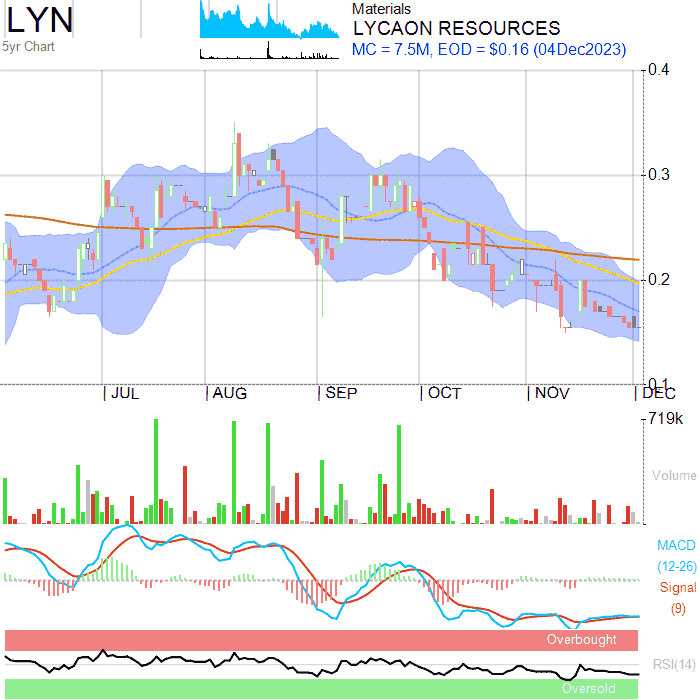 LYN
5yr Chart
Materials
LYCAON RESOURCES
MC = 7.5M, EOD = $0.16 (04Dec2023)
0.4
0.3
0.2
0.1
JUL
AUG
SEP
OCT
NOV
DEC
719k
Volume
MACD
(12-26)
Signal
(9)
Overbought
RSI(14)
Oversold